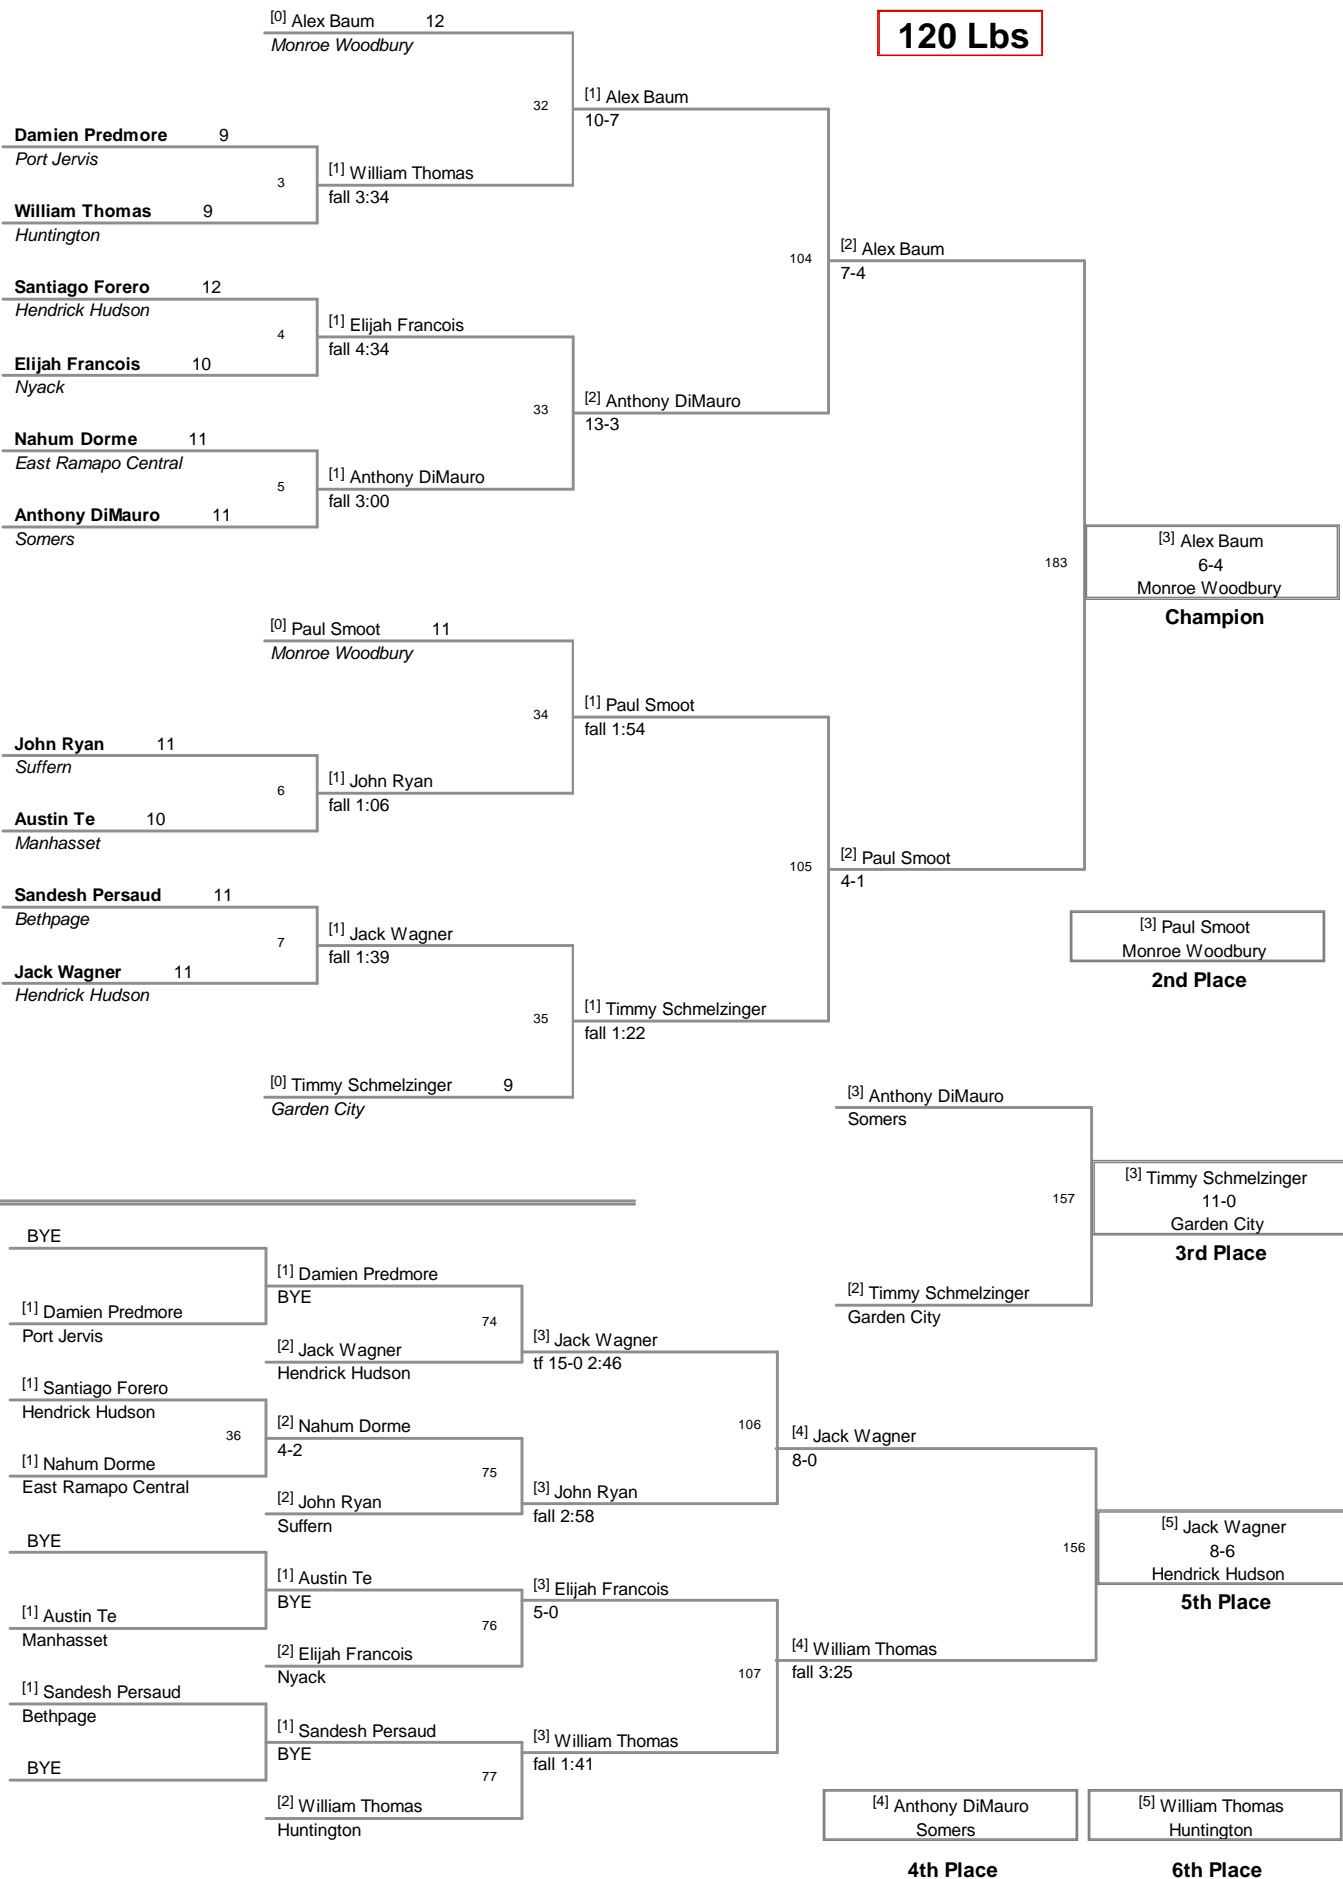 120 Lbs
[0] Alex Baum 12
Monroe Woodbury
32
[1] Alex Baum
10-7
Damien Predmore 9
Port Jervis
3
[1] William Thomas
fall 3:34
William Thomas 9
Huntington
104
[2] Alex Baum
7-4
Santiago Forero 12
Hendrick Hudson
4
[1] Elijah Francois
fall 4:34
Elijah Francois 10
Nyack
33
[2] Anthony DiMauro
13-3
Nahum Dorme 11
East Ramapo Central
5
[1] Anthony DiMauro
fall 3:00
Anthony DiMauro 11
Somers
183
[3] Alex Baum
6-4
Monroe Woodbury
Champion
[0] Paul Smoot 11
Monroe Woodbury
34
[1] Paul Smoot
fall 1:54
John Ryan 11
Suffern
6
[1] John Ryan
fall 1:06
Austin Te 10
Manhasset
105
[2] Paul Smoot
4-1
Sandesh Persaud 11
Bethpage
7
[1] Jack Wagner
fall 1:39
Jack Wagner 11
Hendrick Hudson
[3] Paul Smoot
Monroe Woodbury
2nd Place
35
[1] Timmy Schmelzinger
fall 1:22
[0] Timmy Schmelzinger 9
Garden City
[3] Anthony DiMauro
Somers
157
[3] Timmy Schmelzinger
11-0
Garden City
3rd Place
[2] Timmy Schmelzinger
Garden City
BYE
[1] Damien Predmore
BYE
[1] Damien Predmore
Port Jervis
74
[3] Jack Wagner
tf 15-0 2:46
[2] Jack Wagner
Hendrick Hudson
[1] Santiago Forero
Hendrick Hudson
36
[2] Nahum Dorme
4-2
[1] Nahum Dorme
East Ramapo Central
106
[4] Jack Wagner
8-0
75
[3] John Ryan
fall 2:58
[2] John Ryan
Suffern
BYE
[1] Austin Te
BYE
[1] Austin Te
Manhasset
76
[3] Elijah Francois
5-0
[2] Elijah Francois
Nyack
156
[5] Jack Wagner
8-6
Hendrick Hudson
5th Place
107
[4] William Thomas
fall 3:25
[1] Sandesh Persaud
Bethpage
[1] Sandesh Persaud
BYE
BYE
77
[3] William Thomas
fall 1:41
[2] William Thomas
Huntington
[4] Anthony DiMauro
Somers
4th Place
[5] William Thomas
Huntington
6th Place